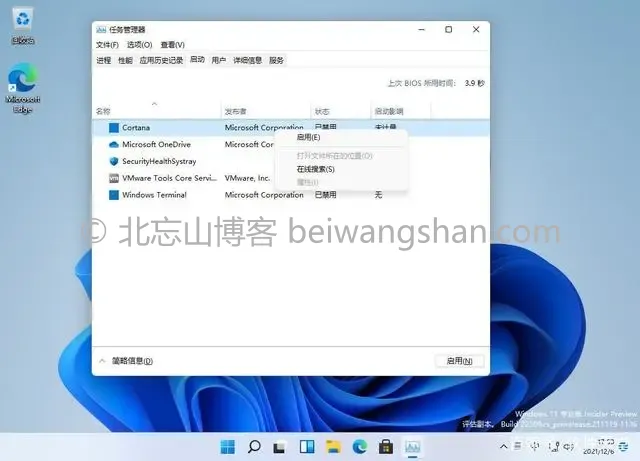 任务管理器
文件(F) 选项(O) 查看(V)
进程 性能 应用历史记录 启动 用户 详细信息 服务
上次 BIOS 所用时间: 3.9 秒
名称 发布者 状态 启动影响
Cortana Microsoft Corporation 已禁用 未计量
启用(E)
Microsoft OneDrive Microsoft Cor
打开文件所在的位置(O)
SecurityHealthSystray
在线搜索(S)
VMware Tools Core Servi... VMware, Inc.
属性(I)
Windows Terminal Microsoft Corporation 已禁用 无
© 北忘山博客 beiwangshan.com
简略信息(D) 启用(N)
回收站
Microsoft
Edge
Windows 11 专业版 Insider Preview
评估副本。 Build
中 17:53
2021/12/6